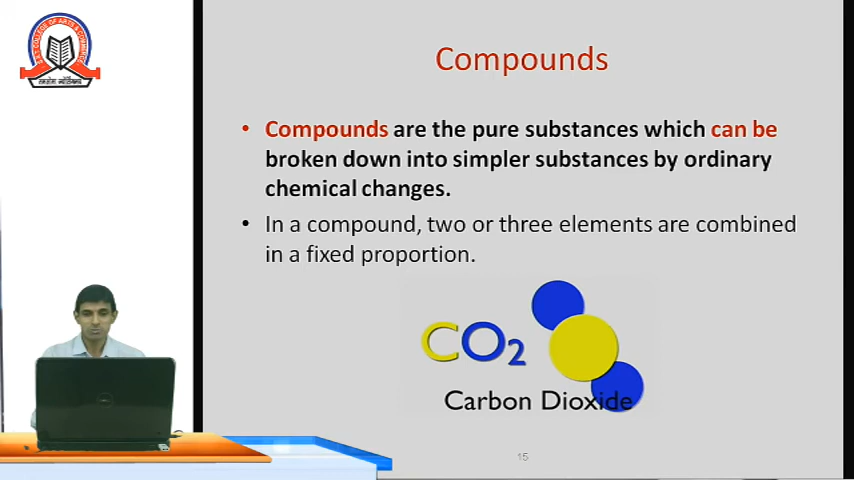 Compounds
• Compounds are the pure substances which can be
broken down into simpler substances by ordinary
chemical changes.
• In a compound, two or three elements are combined
in a fixed proportion.
CO2
Carbon Dioxide
15